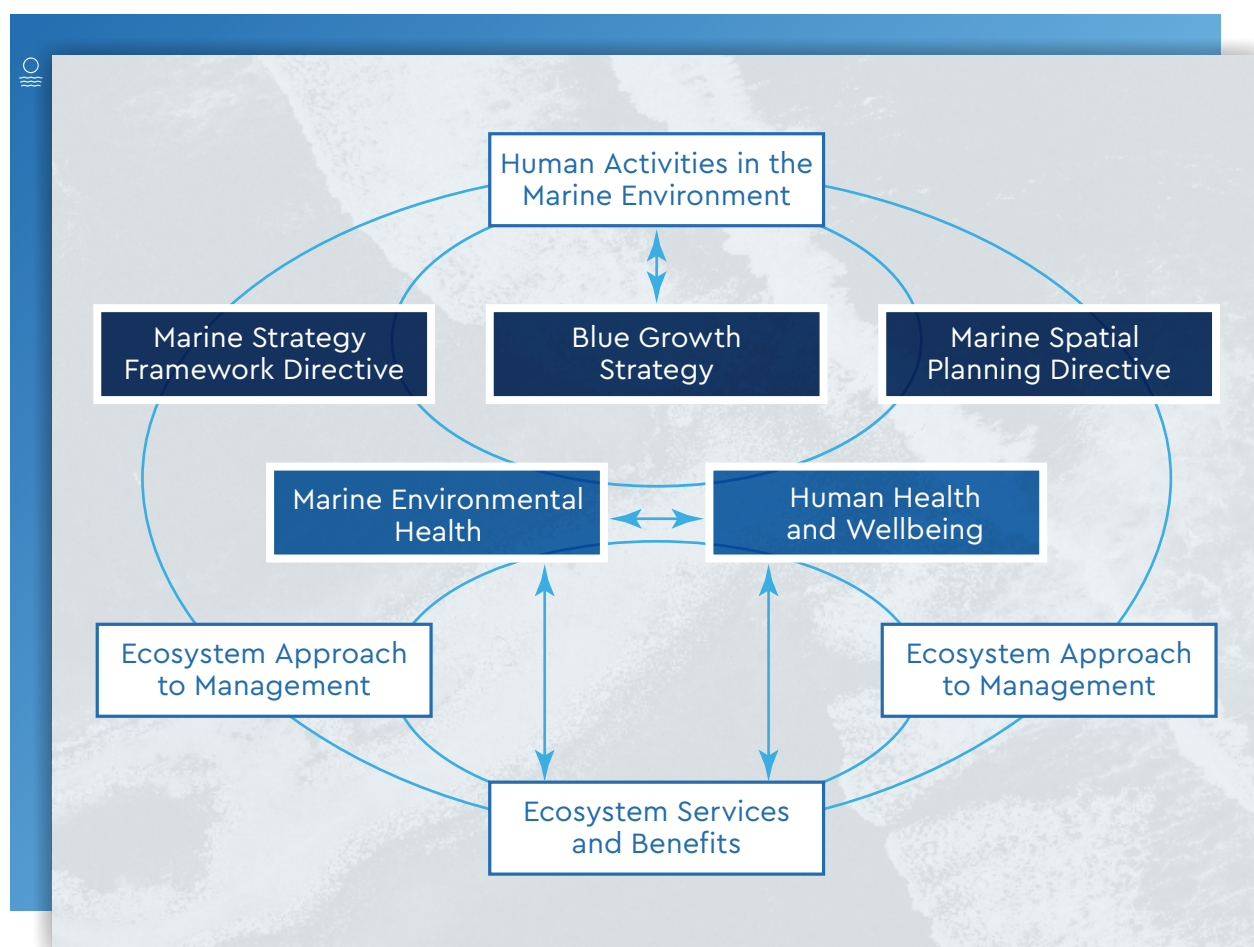 Human Activities in the
Marine Environment
Marine Strategy
Framework Directive
Blue Growth
Strategy
Marine Spatial
Planning Directive
Marine Environmental
Health
Human Health
and Wellbeing
Ecosystem Approach
to Management
Ecosystem Approach
to Management
Ecosystem Services
and Benefits